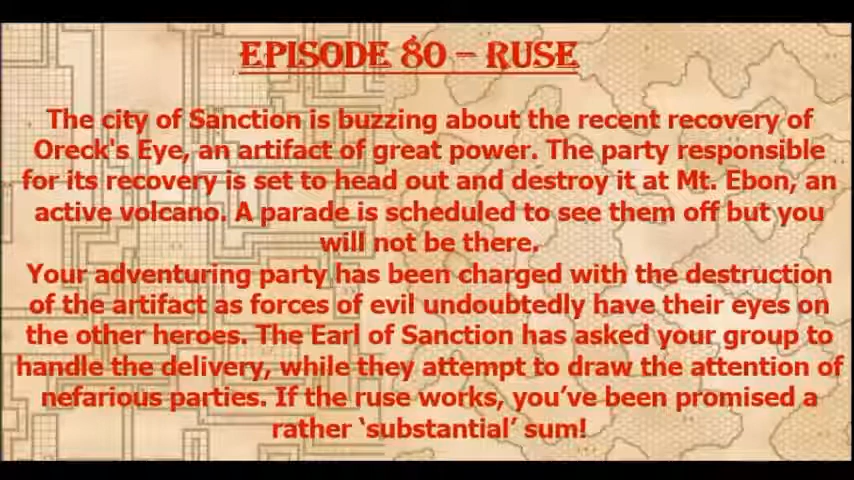 EPISODE 80 – RUSE
The city of Sanction is buzzing about the recent recovery of
Oreck's Eye, an artifact of great power. The party responsible
for its recovery is set to head out and destroy it at Mt. Ebon, an
active volcano. A parade is scheduled to see them off but you
will not be there.
Your adventuring party has been charged with the destruction
of the artifact as forces of evil undoubtedly have their eyes on
the other heroes. The Earl of Sanction has asked your group to
handle the delivery, while they attempt to draw the attention of
nefarious parties. If the ruse works, you’ve been promised a
rather ‘substantial’ sum!